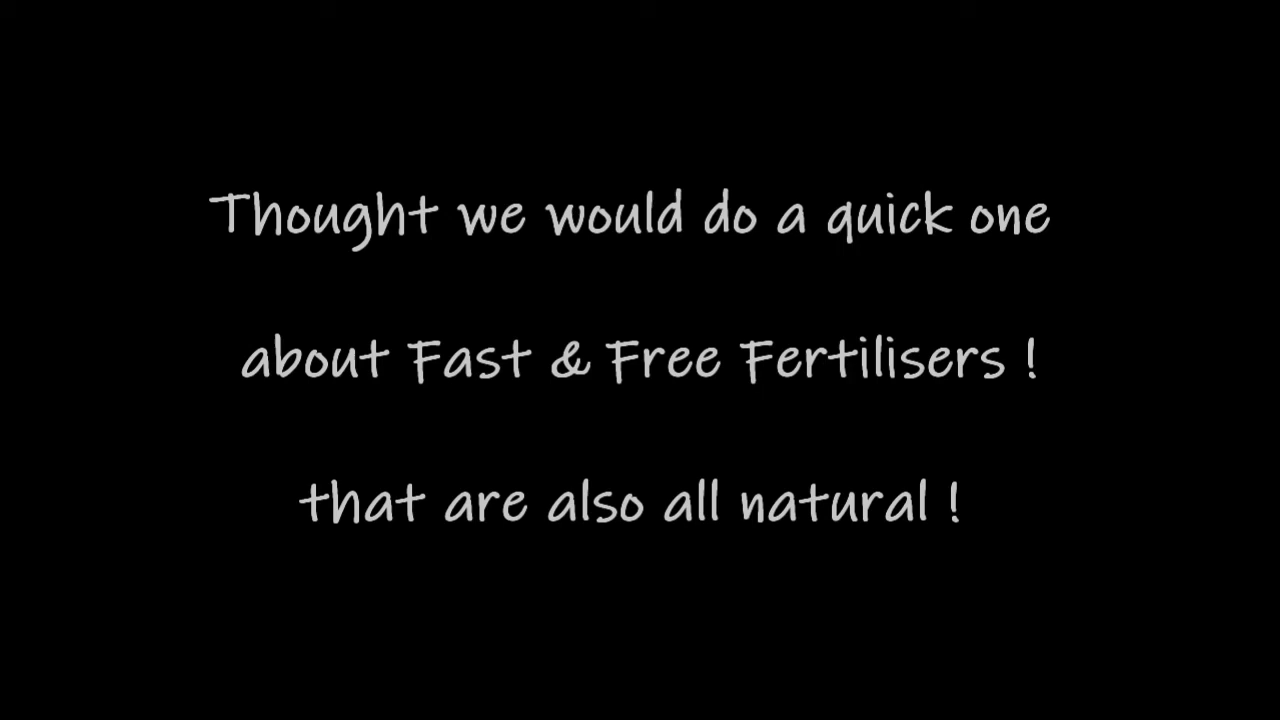 Thought we would do a quick one
about Fast & Free Fertilisers !
that are also all natural !